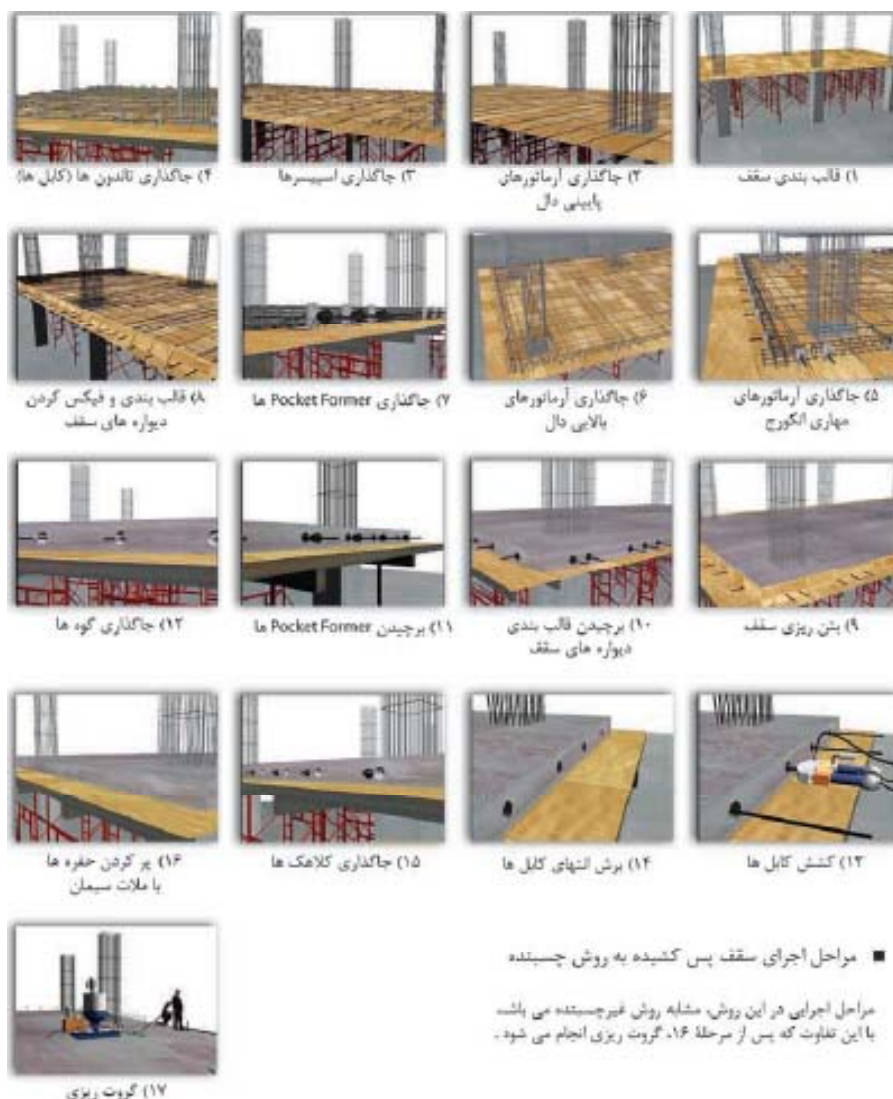 ۱) قالب بندی سقف
۲) جاگذاری آرماتورهای
پایینی دال
۳) جاگذاری اسپیسرها
۴) جاگذاری تاندون ها (کابل ها)
۵) جاگذاری آرماتورهای
مهاری انکورج
۶) جاگذاری آرماتورهای
بالایی دال
۷) جاگذاری Pocket Former ها
۸) قالب بندی و فیکس کردن
دیواره های سقف
۹) بتن ریزی سقف
۱۰) برچیدن قالب بندی
دیواره های سقف
۱۱) برچیدن Pocket Former ها
۱۲) جاگذاری گوه ها
۱۳) کشش کابل ها
۱۴) برش انتهای کابل ها
۱۵) جاگذاری کلاهک ها
۱۶) پر کردن حفره ها
با ملات سیمان
■ مراحل اجرای سقف پس کشیده به روش چسبنده
مراحل اجرایی در این روش، مشابه روش غیرچسبنده می باشد
با این تفاوت که پس از مرحلهٔ ۱۶، گروت ریزی انجام می شود .
۱۷) گروت ریزی